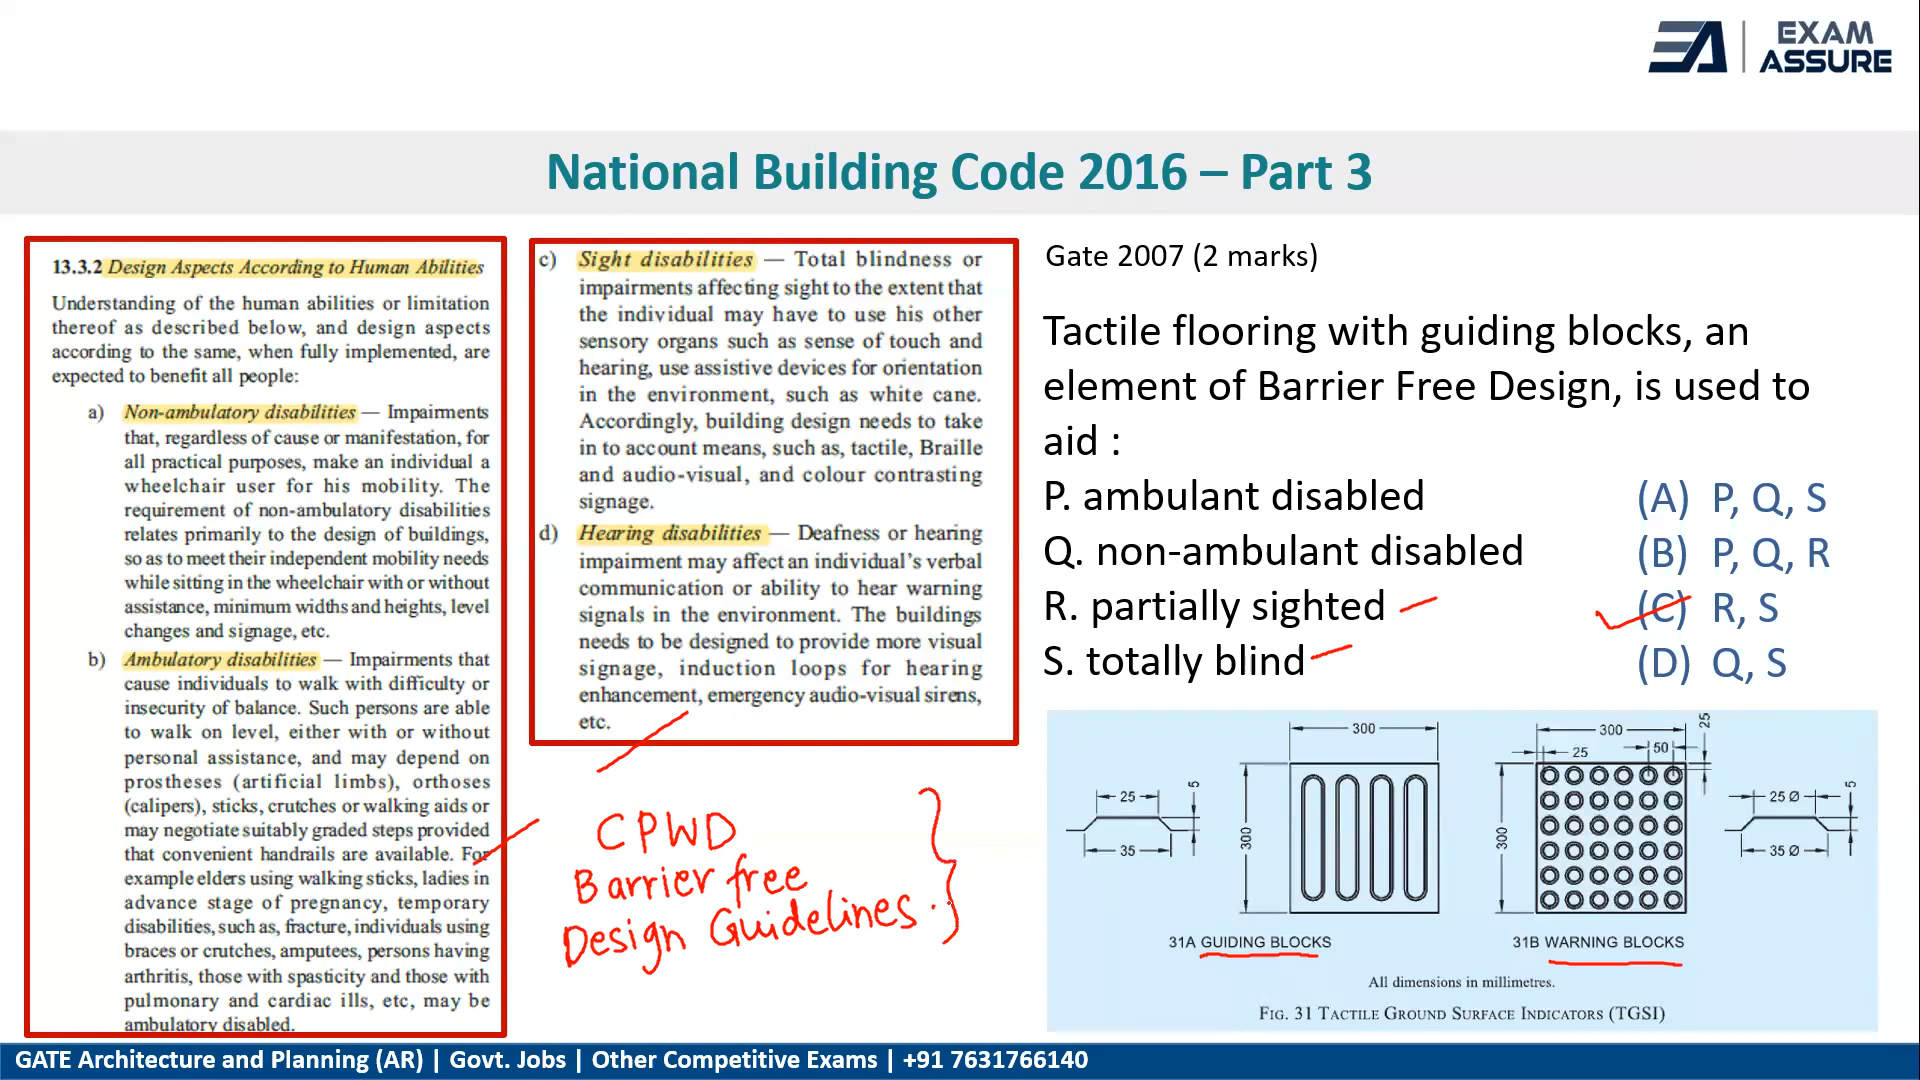 EXAM
ASSURE
National Building Code 2016 – Part 3
13.3.2 Design Aspects According to Human Abilities
Understanding of the human abilities or limitation
thereof as described below, and design aspects
according to the same, when fully implemented, are
expected to benefit all people:
a) Non-ambulatory disabilities — Impairments
that, regardless of cause or manifestation, for
all practical purposes, make an individual a
wheelchair user for his mobility. The
requirement of non-ambulatory disabilities
relates primarily to the design of buildings,
so as to meet their independent mobility needs
while sitting in the wheelchair with or without
assistance, minimum widths and heights, level
changes and signage, etc.
b) Ambulatory disabilities — Impairments that
cause individuals to walk with difficulty or
insecurity of balance. Such persons are able
to walk on level, either with or without
personal assistance, and may depend on
prostheses (artificial limbs), orthoses
(calipers), sticks, crutches or walking aids or
may negotiate suitably graded steps provided
that convenient handrails are available. For
example elders using walking sticks, ladies in
advance stage of pregnancy, temporary
disabilities, such as, fracture, individuals using
braces or crutches, amputees, persons having
arthritis, those with spasticity and those with
pulmonary and cardiac ills, etc, may be
ambulatory disabled.
c) Sight disabilities — Total blindness or
impairments affecting sight to the extent that
the individual may have to use his other
sensory organs such as sense of touch and
hearing, use assistive devices for orientation
in the environment, such as white cane.
Accordingly, building design needs to take
in to account means, such as, tactile, Braille
and audio-visual, and colour contrasting
signage.
d) Hearing disabilities — Deafness or hearing
impairment may affect an individual's verbal
communication or ability to hear warning
signals in the environment. The buildings
needs to be designed to provide more visual
signage, induction loops for hearing
enhancement, emergency audio-visual sirens,
etc.
CPWD
Barrier free
Design Guidelines.
Gate 2007 (2 marks)
Tactile flooring with guiding blocks, an
element of Barrier Free Design, is used to
aid :
P. ambulant disabled
Q. non-ambulant disabled
R. partially sighted
S. totally blind
(A) P, Q, S
(B) P, Q, R
(C) R, S
(D) Q, S
300
25
5
35
300
31A GUIDING BLOCKS
300
25
50
25
300
25 Ø
5
35 Ø
31B WARNING BLOCKS
All dimensions in millimetres.
FIG. 31 TACTILE GROUND SURFACE INDICATORS (TGSI)
GATE Architecture and Planning (AR) | Govt. Jobs | Other Competitive Exams | +91 7631766140